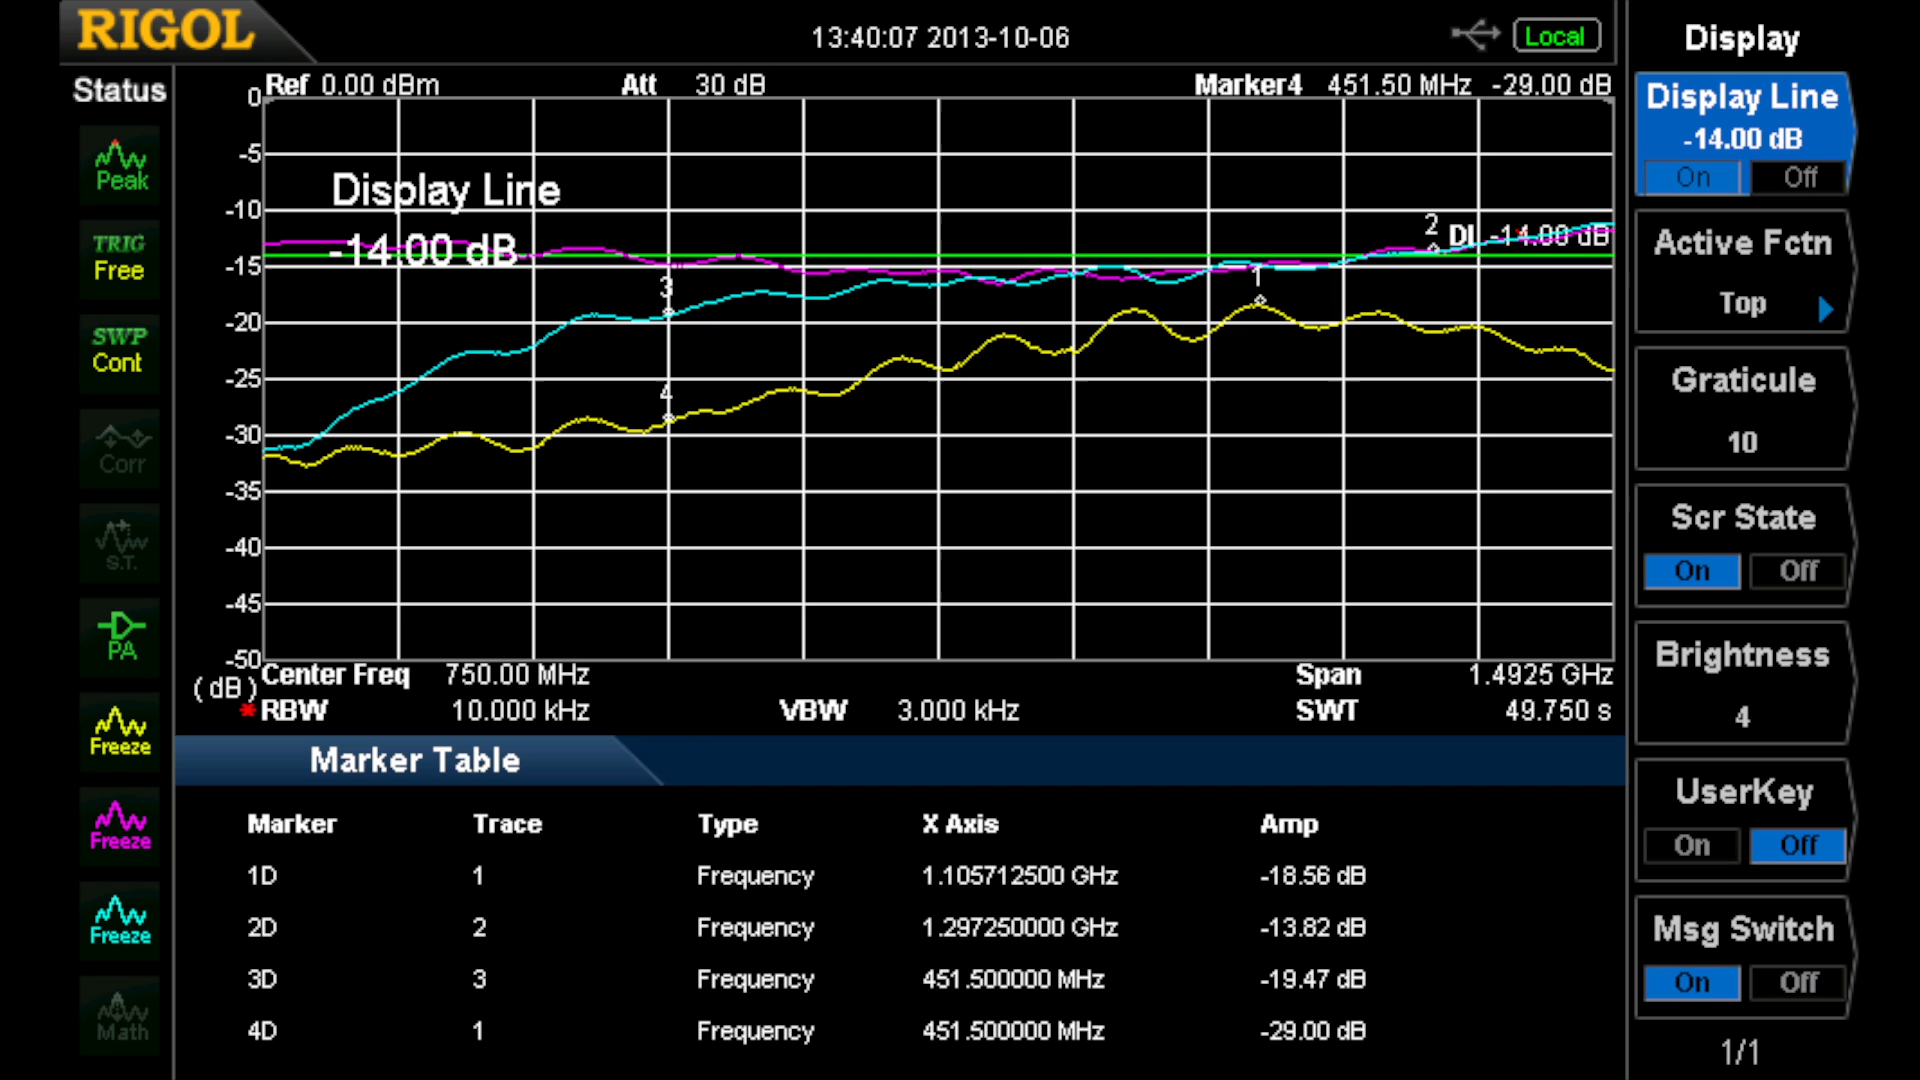 RIGOL
13:40:07 2013-10-06
Local
Status
Peak
TRIG
Free
SWP
Cont
Corr
S.T.
PA
Freeze
Freeze
Freeze
Math
Ref 0.00 dBm Att 30 dB Marker4 451.50 MHz -29.00 dB
0
-5
-10
-15
-20
-25
-30
-35
-40
-45
-50
(dB)
Display Line
-14.00 dB
DL -14.00 dB
1
2
3
4
Center Freq 750.00 MHz Span 1.4925 GHz
*RBW 10.000 kHz VBW 3.000 kHz SWT 49.750 s
Marker Table
Marker Trace Type X Axis Amp
1D 1 Frequency 1.105712500 GHz -18.56 dB
2D 2 Frequency 1.297250000 GHz -13.82 dB
3D 3 Frequency 451.500000 MHz -19.47 dB
4D 1 Frequency 451.500000 MHz -29.00 dB
Display
Display Line
-14.00 dB
On Off
Active Fctn
Top
Graticule
10
Scr State
On Off
Brightness
4
UserKey
On Off
Msg Switch
On Off
1/1